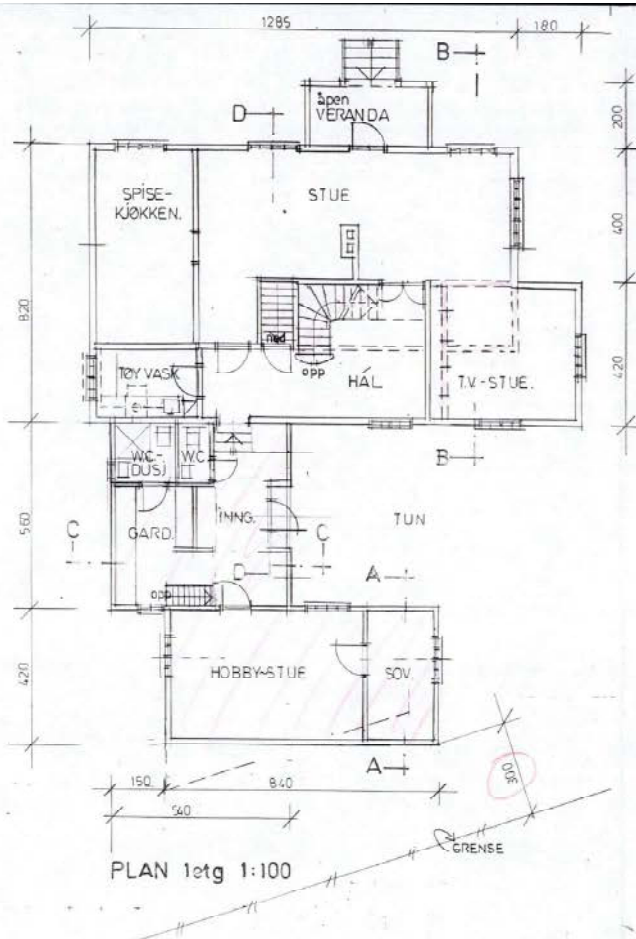 1285
180
B
åpen
VERANDA
D
200
SPISE-
KJØKKEN.
STUE
400
820
ned
opp
HÅL
T.V.-STUE.
420
TØY VASK
B
W.C.-
DUSJ
W.C
560
C
GARD.
INNG.
C
TUN
D
A
opp
420
HOBBY-STUE
SOV.
A
150
840
540
300
GRENSE
PLAN 1etg 1:100